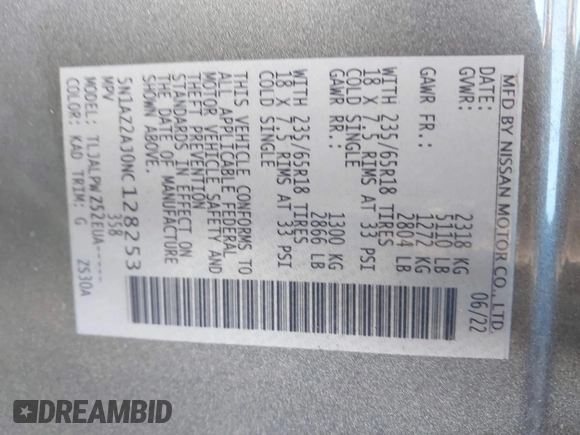 MFD BY NISSAN MOTOR CO., LTD.
DATE: 06/22
GVWR: 2318 KG
5110 LB
GAWR FR.: 1272 KG
2804 LB
WITH 235/65R18 TIRES
18 X 7.5 RIMS AT 33 PSI
COLD SINGLE
GAWR RR.: 1300 KG
2866 LB
WITH 235/65R18 TIRES
18 X 7.5 RIMS AT 33 PSI
COLD SINGLE
THIS VEHICLE CONFORMS TO
ALL APPLICABLE FEDERAL
MOTOR VEHICLE SAFETY AND
THEFT PREVENTION
STANDARDS IN EFFECT ON
THE DATE OF MANUFACTURE
SHOWN ABOVE.
5N1AZ2AJ0NC128253
MPV 358
MODEL: TLJALPWZ52EUA-----
COLOR: KAD TRIM: G ZS30A
DREAMBID